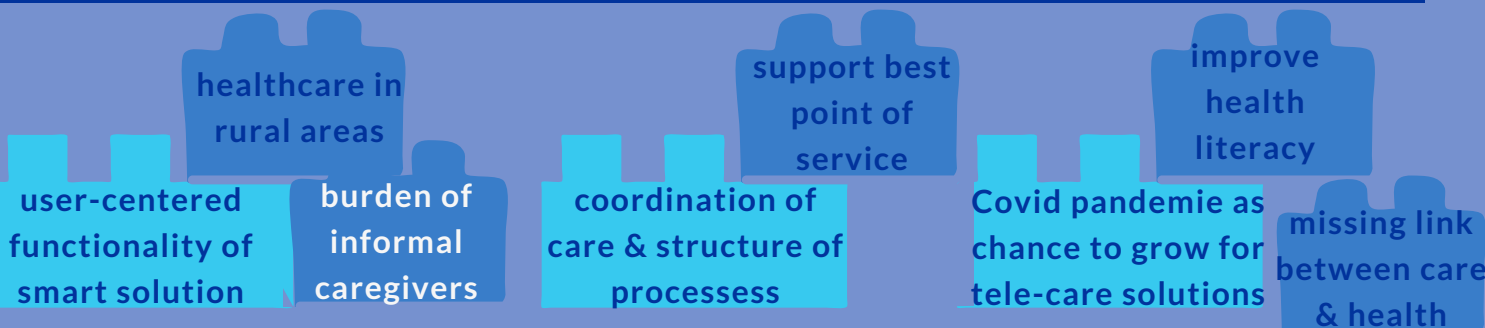 healthcare in
rural areas
support best
point of
service
improve
health
literacy
user-centered
functionality of
smart solution
burden of
informal
caregivers
coordination of
care & structure of
processess
Covid pandemie as
chance to grow for
tele-care solutions
missing link
between care
& health